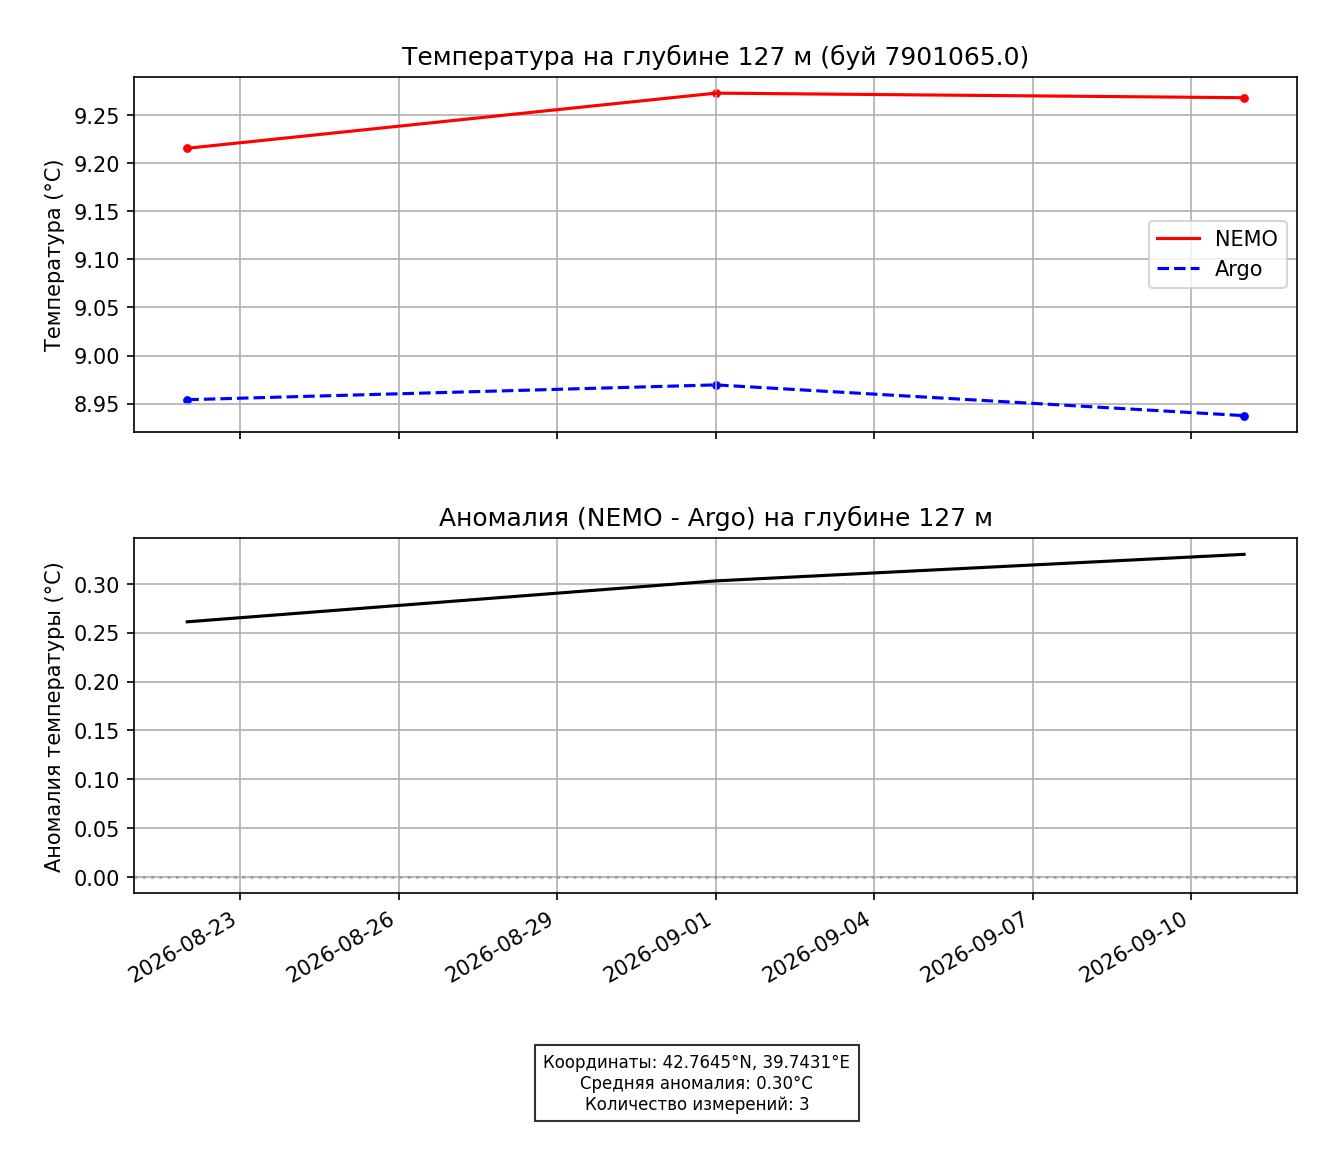 Температура на глубине 127 м (буй 7901065.0)
Температура (°C)
9.25
9.20
9.15
9.10
9.05
9.00
8.95
NEMO
Argo
Аномалия (NEMO - Argo) на глубине 127 м
Аномалия температуры (°C)
0.30
0.25
0.20
0.15
0.10
0.05
0.00
2026-08-23
2026-08-26
2026-08-29
2026-09-01
2026-09-04
2026-09-07
2026-09-10
Координаты: 42.7645°N, 39.7431°E
Средняя аномалия: 0.30°C
Количество измерений: 3